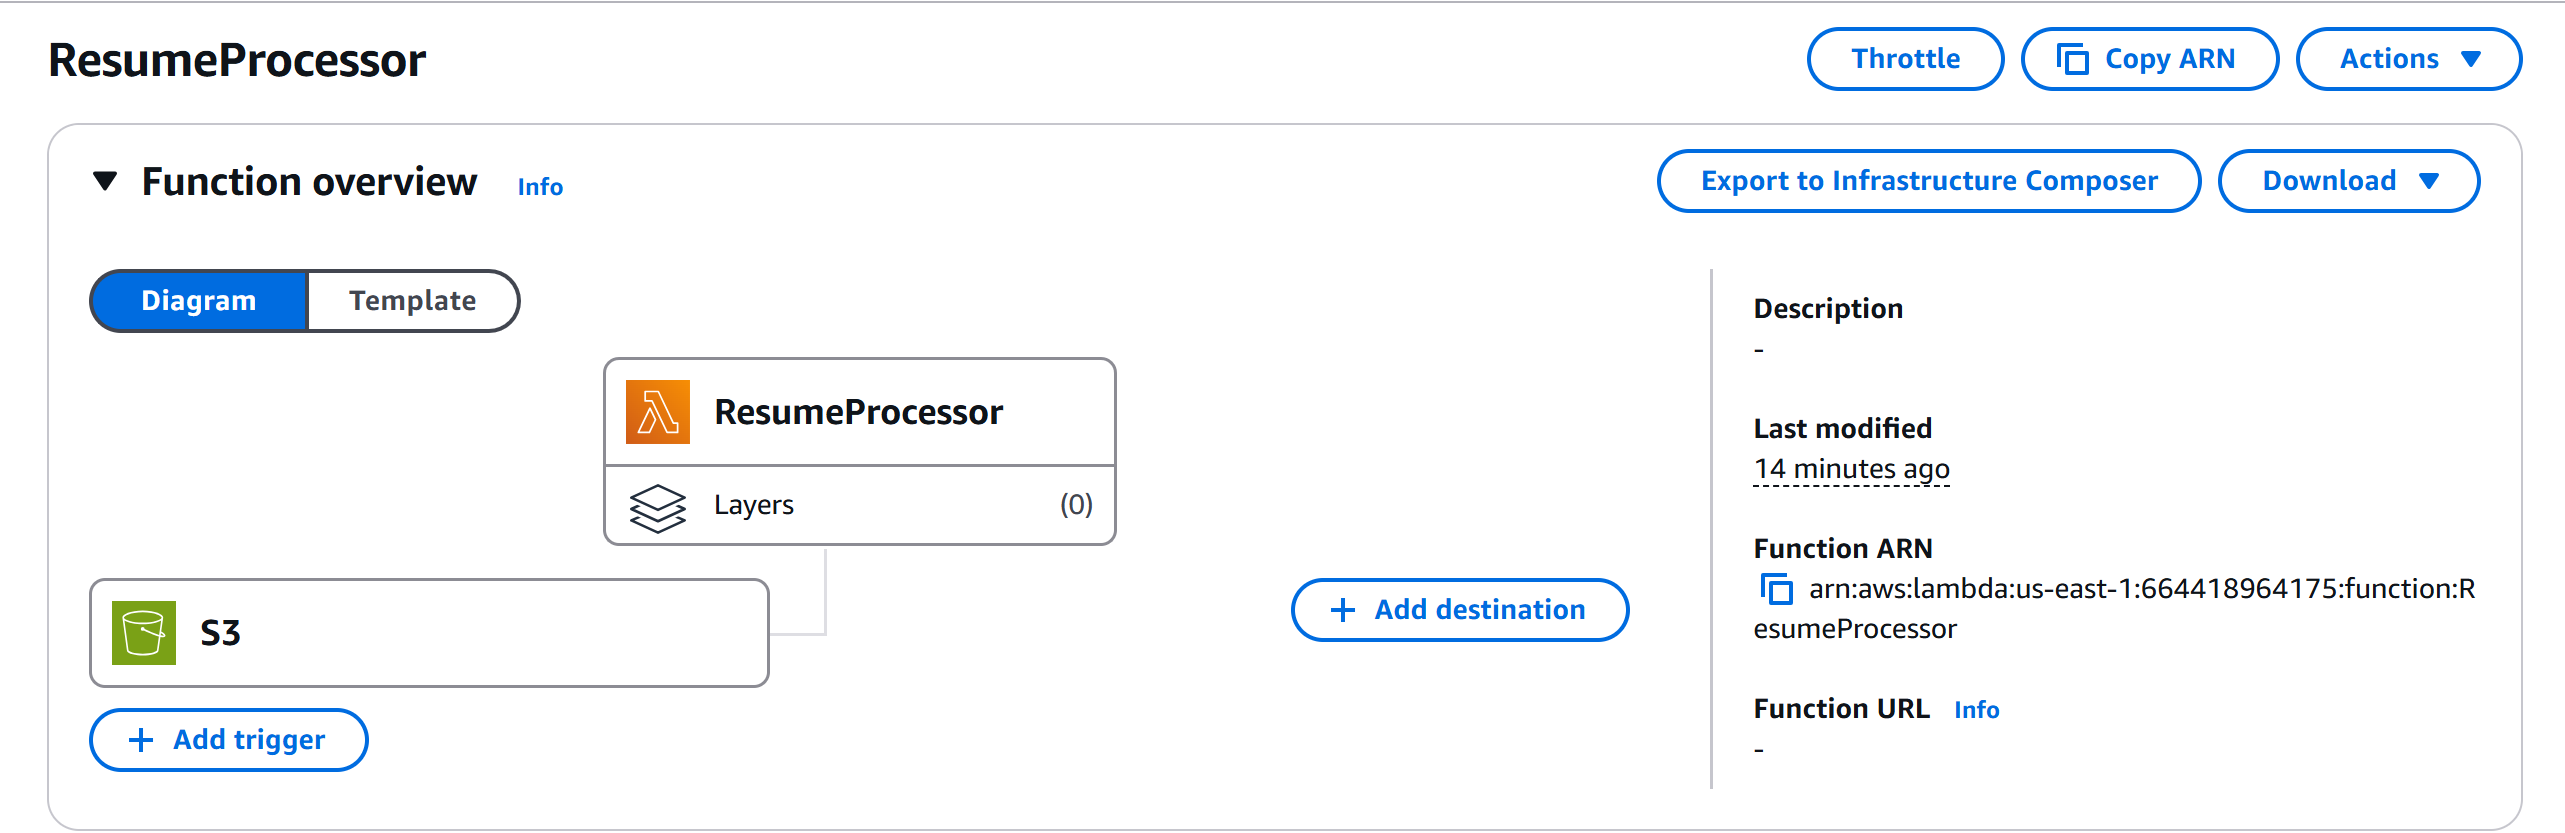 ResumeProcessor
Throttle
Copy ARN
Actions
Function overview
Info
Export to Infrastructure Composer
Download
Diagram
Template
ResumeProcessor
Layers
(0)
S3
+ Add trigger
+ Add destination
Description
-
Last modified
14 minutes ago
Function ARN
arn:aws:lambda:us-east-1:664418964175:function:R
esumeProcessor
Function URL
Info
-